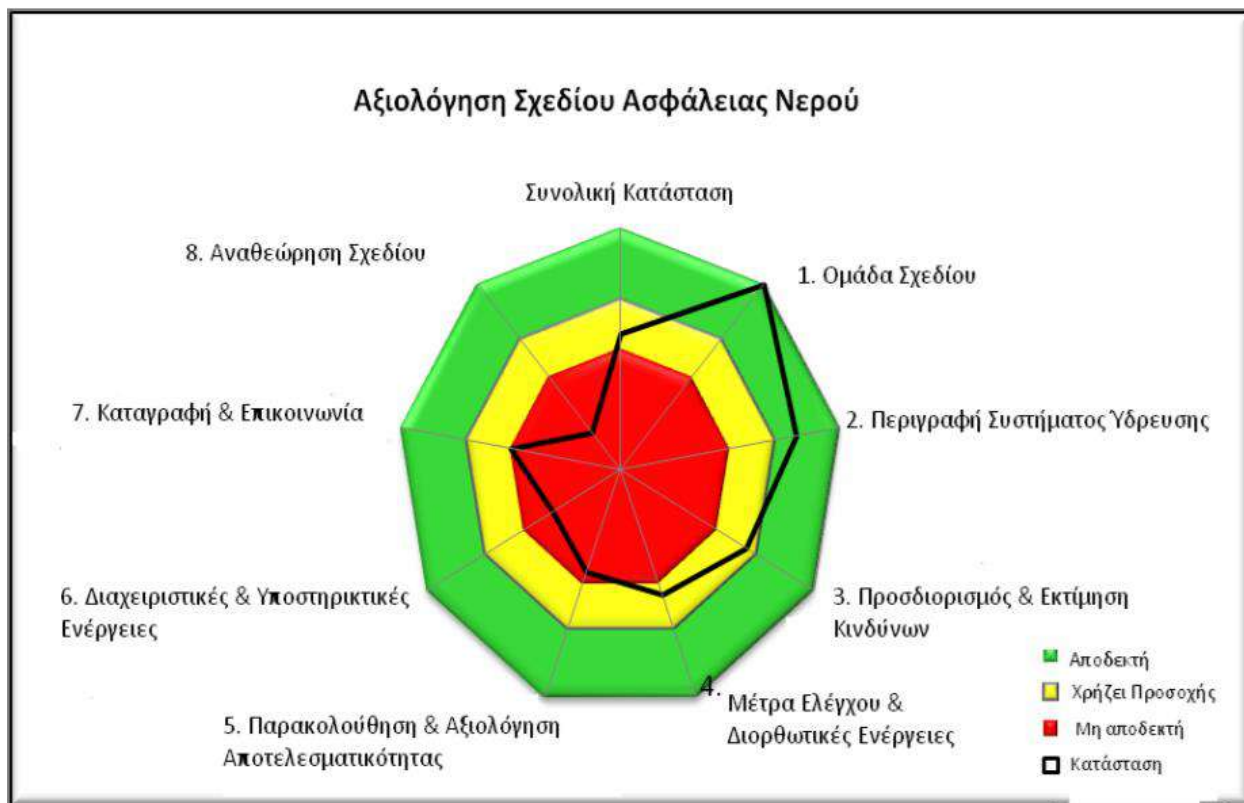 Αξιολόγηση Σχεδίου Ασφάλειας Νερού
Συνολική Κατάσταση
8. Αναθεώρηση Σχεδίου
1. Ομάδα Σχεδίου
7. Καταγραφή & Επικοινωνία
2. Περιγραφή Συστήματος Ύδρευσης
6. Διαχειριστικές & Υποστηρικτικές
Ενέργειες
3. Προσδιορισμός & Εκτίμηση
Κινδύνων
5. Παρακολούθηση & Αξιολόγηση
Αποτελεσματικότητας
4.
Μέτρα Ελέγχου &
Διορθωτικές Ενέργειες
Αποδεκτή
Χρήζει Προσοχής
Μη αποδεκτή
Κατάσταση